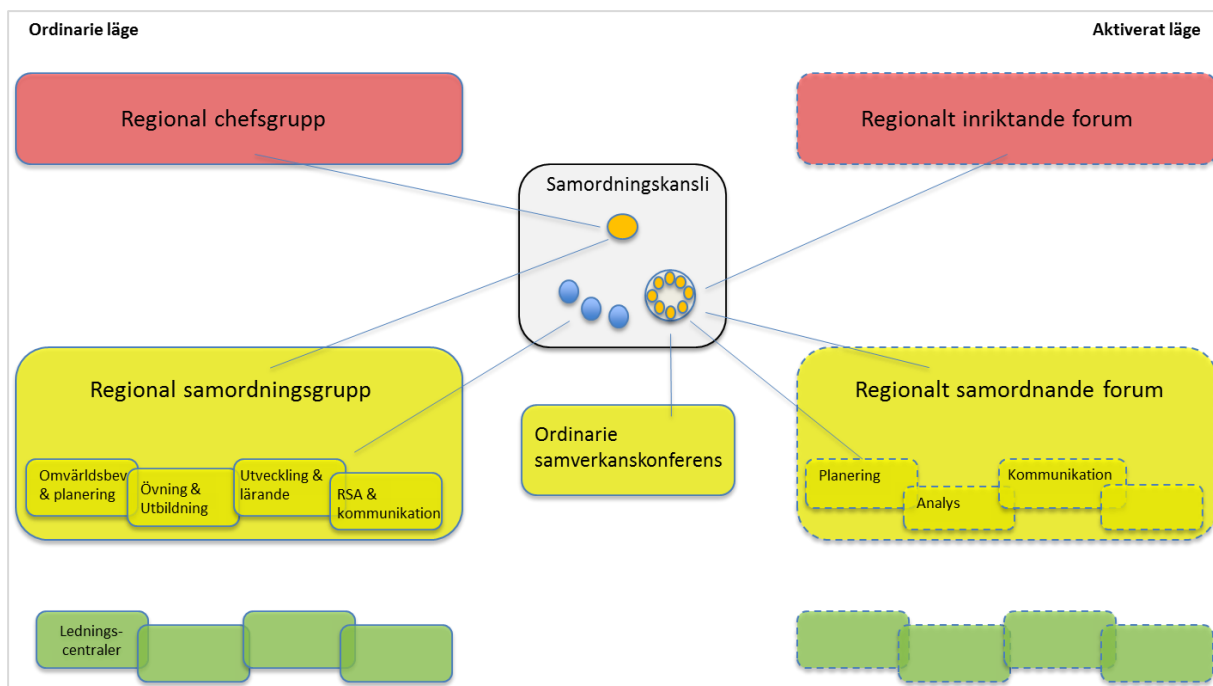 Ordinarie läge
Aktiverat läge
Regional chefsgrupp
Regionalt inriktande forum
Samordningskansli
Regional samordningsgrupp
Omvärldsbev
& planering
Övning &
Utbildning
Utveckling &
lärande
RSA &
kommunikation
Ordinarie
samverkanskonferens
Regionalt samordnande forum
Planering
Analys
Kommunikation
Lednings-
centraler